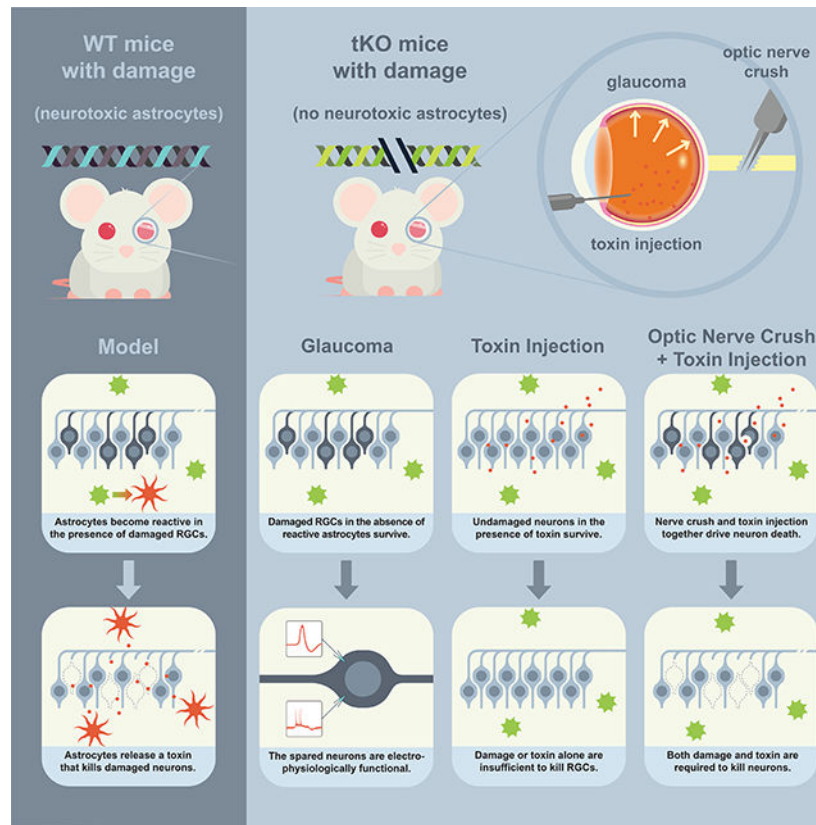 WT mice
with damage
(neurotoxic astrocytes)
tKO mice
with damage
(no neurotoxic astrocytes)
optic nerve
crush
glaucoma
toxin injection
Model
Astrocytes become reactive in
the presence of damaged RGCs.
Astrocytes release a toxin
that kills damaged neurons.
Glaucoma
Damaged RGCs in the absence of
reactive astrocytes survive.
The spared neurons are electro-
physiologically functional.
Toxin Injection
Undamaged neurons in the
presence of toxin survive.
Damage or toxin alone are
insufficient to kill RGCs.
Optic Nerve Crush
+ Toxin Injection
Nerve crush and toxin injection
together drive neuron death.
Both damage and toxin are
required to kill neurons.